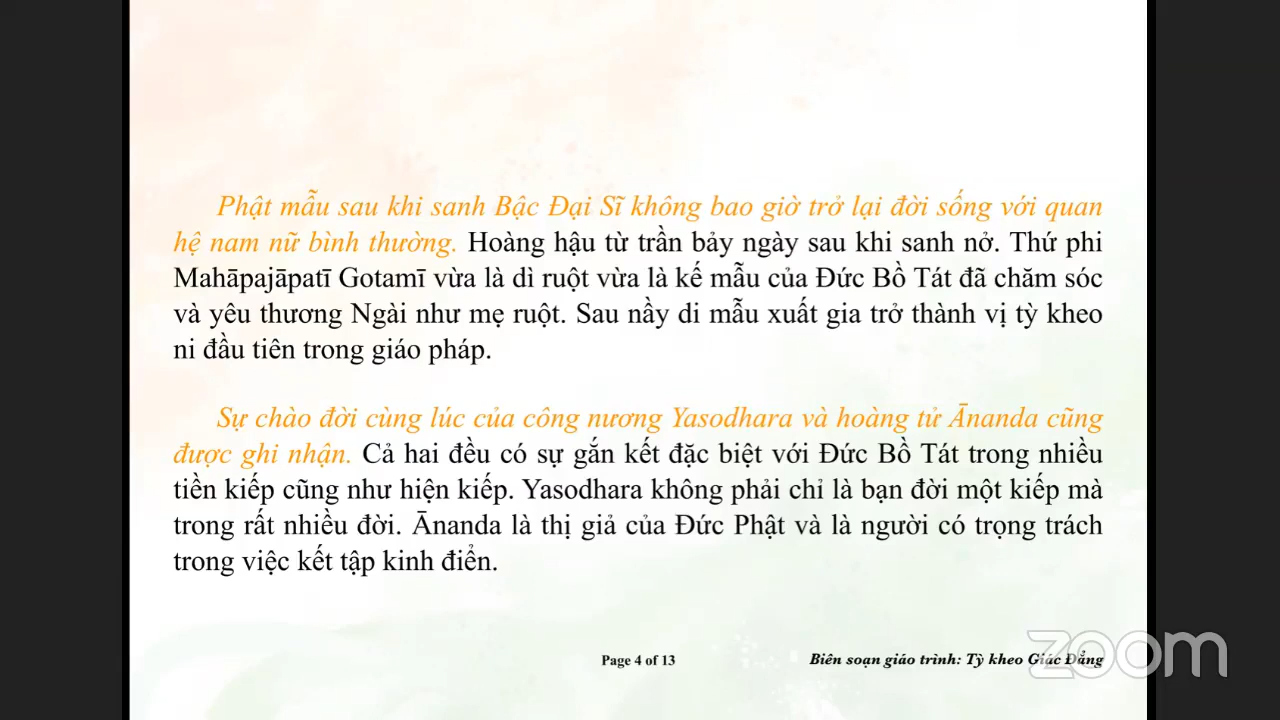 Phật mẫu sau khi sanh Bậc Đại Sĩ không bao giờ trở lại đời sống với quan
hệ nam nữ bình thường. Hoàng hậu từ trần bảy ngày sau khi sanh nở. Thứ phi
Mahāpajāpatī Gotamī vừa là dì ruột vừa là kế mẫu của Đức Bồ Tát đã chăm sóc
và yêu thương Ngài như mẹ ruột. Sau nầy di mẫu xuất gia trở thành vị tỳ kheo
ni đầu tiên trong giáo pháp.
Sự chào đời cùng lúc của công nương Yasodhara và hoàng tử Ānanda cũng
được ghi nhận. Cả hai đều có sự gắn kết đặc biệt với Đức Bồ Tát trong nhiều
tiền kiếp cũng như hiện kiếp. Yasodhara không phải chỉ là bạn đời một kiếp mà
trong rất nhiều đời. Ānanda là thị giả của Đức Phật và là người có trọng trách
trong việc kết tập kinh điển.
Page 4 of 13
Biên soạn giáo trình: Tỳ kheo Giác Đẳng
zoom